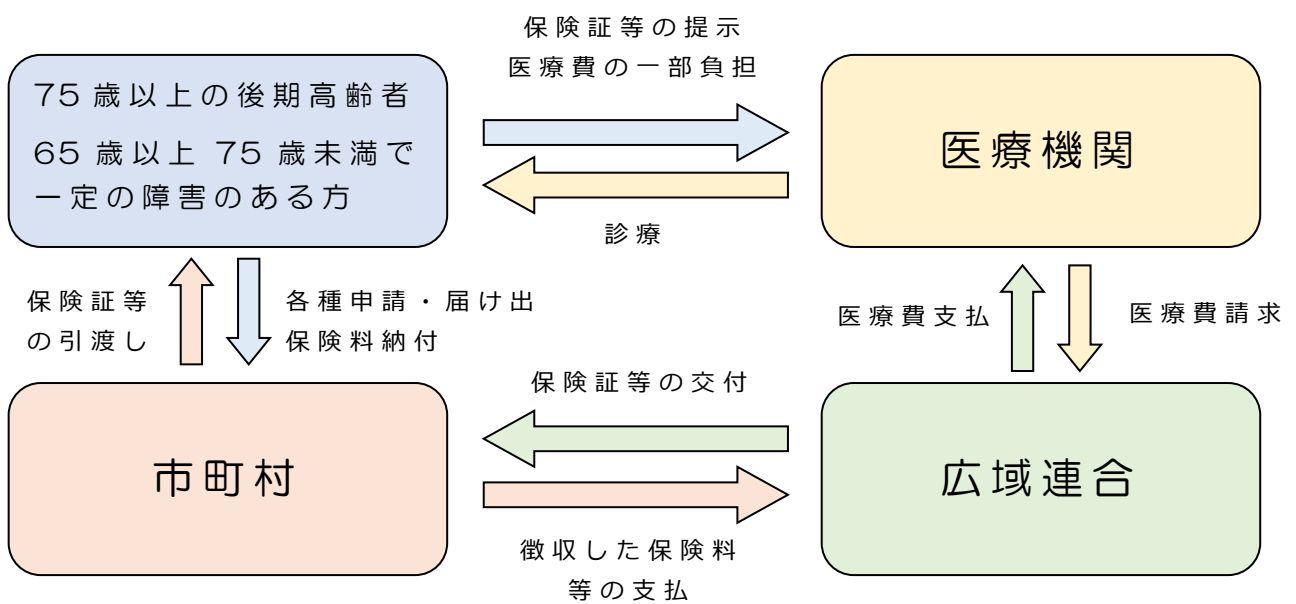 保険証等の提示
医療費の一部負担
75歳以上の後期高齢者
65歳以上75歳未満で
一定の障害のある方
医療機関
診療
保険証等
の引渡し
各種申請・届け出
保険料納付
医療費支払
医療費請求
保険証等の交付
市町村
広域連合
徴収した保険料
等の支払